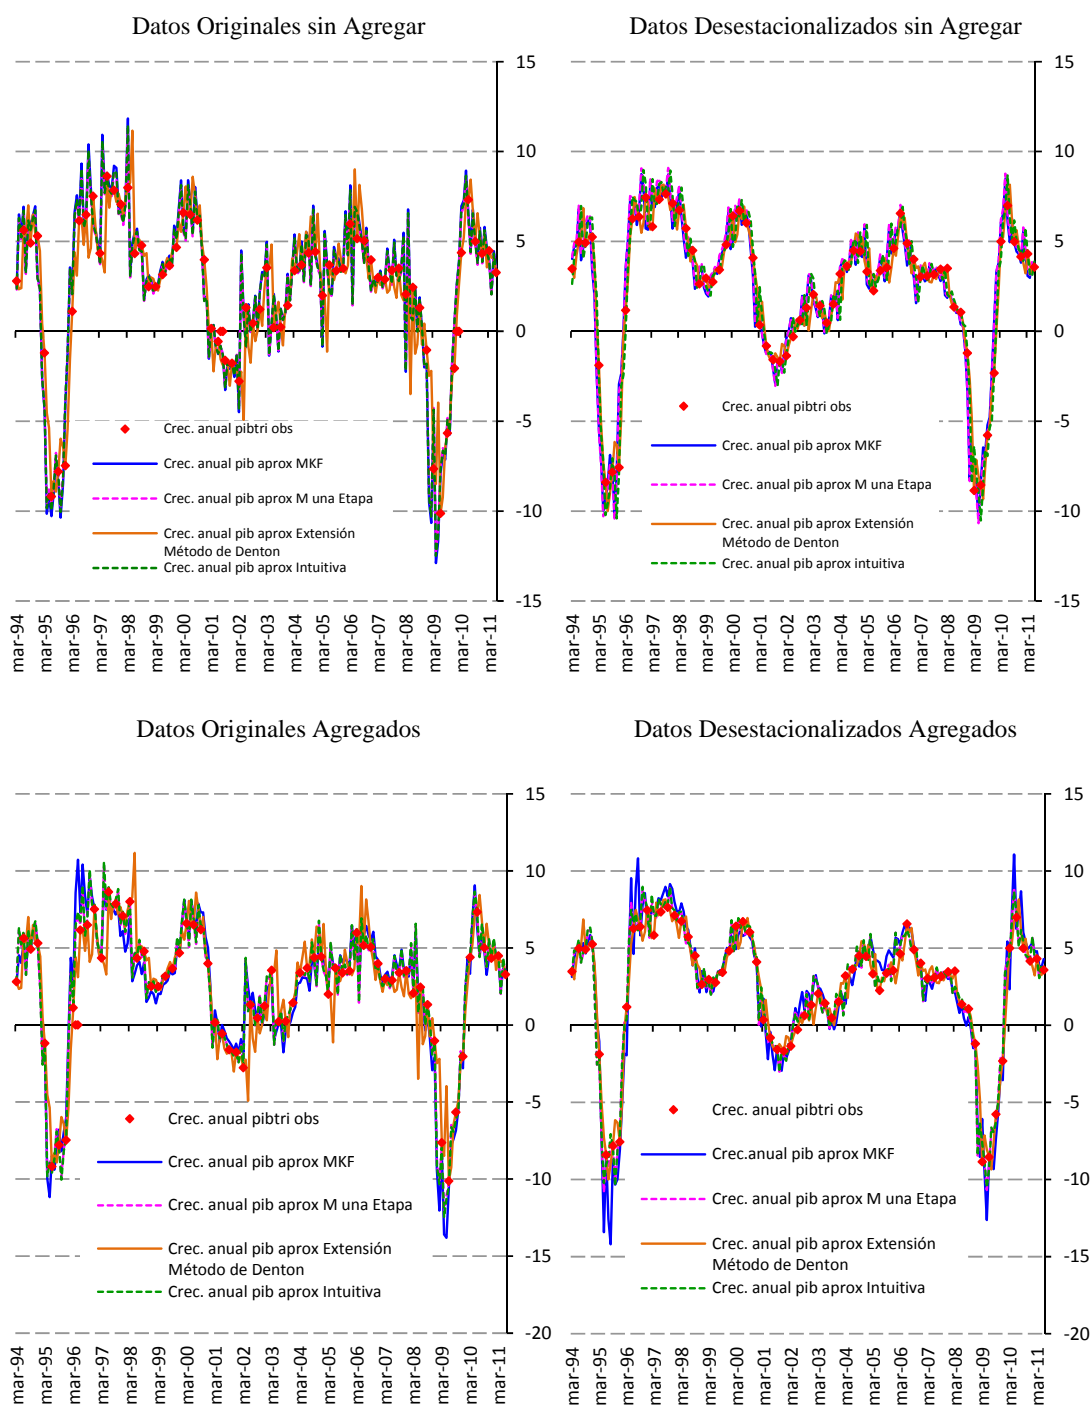 Datos Originales sin Agregar
15
10
5
0
-5
-10
-15
Crec. anual pibtri obs
Crec. anual pib aprox MKF
Crec. anual pib aprox M una Etapa
Crec. anual pib aprox Extensión
Método de Denton
Crec. anual pib aprox Intuitiva
mar-94
mar-95
mar-96
mar-97
mar-98
mar-99
mar-00
mar-01
mar-02
mar-03
mar-04
mar-05
mar-06
mar-07
mar-08
mar-09
mar-10
mar-11
Datos Desestacionalizados sin Agregar
15
10
5
0
-5
-10
-15
Crec. anual pibtri obs
Crec. anual pib aprox MKF
Crec. anual pib aprox M una Etapa
Crec. anual pib aprox Extensión
Método de Denton
Crec. anual pib aprox intuitiva
mar-94
mar-95
mar-96
mar-97
mar-98
mar-99
mar-00
mar-01
mar-02
mar-03
mar-04
mar-05
mar-06
mar-07
mar-08
mar-09
mar-10
mar-11
Datos Originales Agregados
15
10
5
0
-5
-10
-15
-20
Crec. anual pibtri obs
Crec. anual pib aprox MKF
Crec. anual pib aprox M una Etapa
Crec. anual pib aprox Extensión
Método de Denton
Crec. anual pib aprox Intuitiva
mar-94
mar-95
mar-96
mar-97
mar-98
mar-99
mar-00
mar-01
mar-02
mar-03
mar-04
mar-05
mar-06
mar-07
mar-08
mar-09
mar-10
mar-11
Datos Desestacionalizados Agregados
15
10
5
0
-5
-10
-15
-20
Crec. anual pibtri obs
Crec.anual pib aprox MKF
Crec. anual pib aprox M una Etapa
Crec. anual pib aprox Extensión
Método de Denton
Crec. anual pib aprox Intuitiva
mar-94
mar-95
mar-96
mar-97
mar-98
mar-99
mar-00
mar-01
mar-02
mar-03
mar-04
mar-05
mar-06
mar-07
mar-08
mar-09
mar-10
mar-11